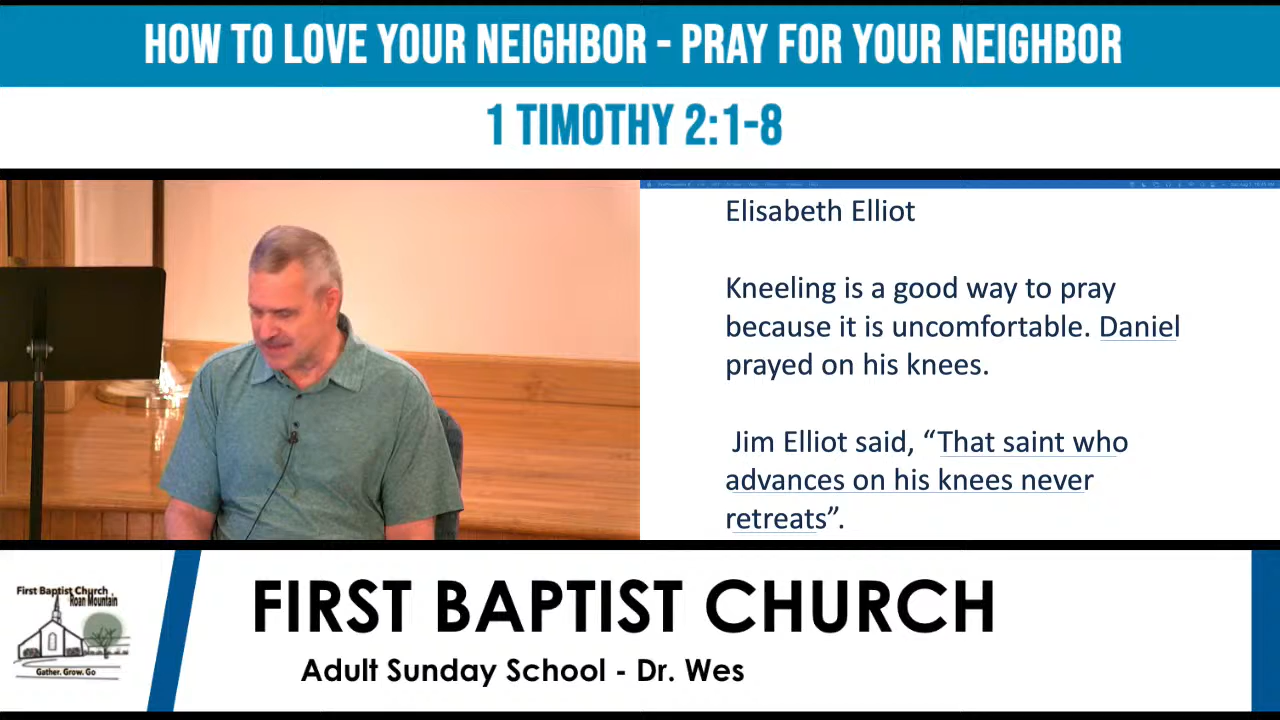 HOW TO LOVE YOUR NEIGHBOR - PRAY FOR YOUR NEIGHBOR
1 TIMOTHY 2:1-8
Elisabeth Elliot
Kneeling is a good way to pray
because it is uncomfortable. Daniel
prayed on his knees.
Jim Elliot said, “That saint who
advances on his knees never
retreats”.
First Baptist Church
Roan Mountain
Gather. Grow. Go
FIRST BAPTIST CHURCH
Adult Sunday School - Dr. Wes